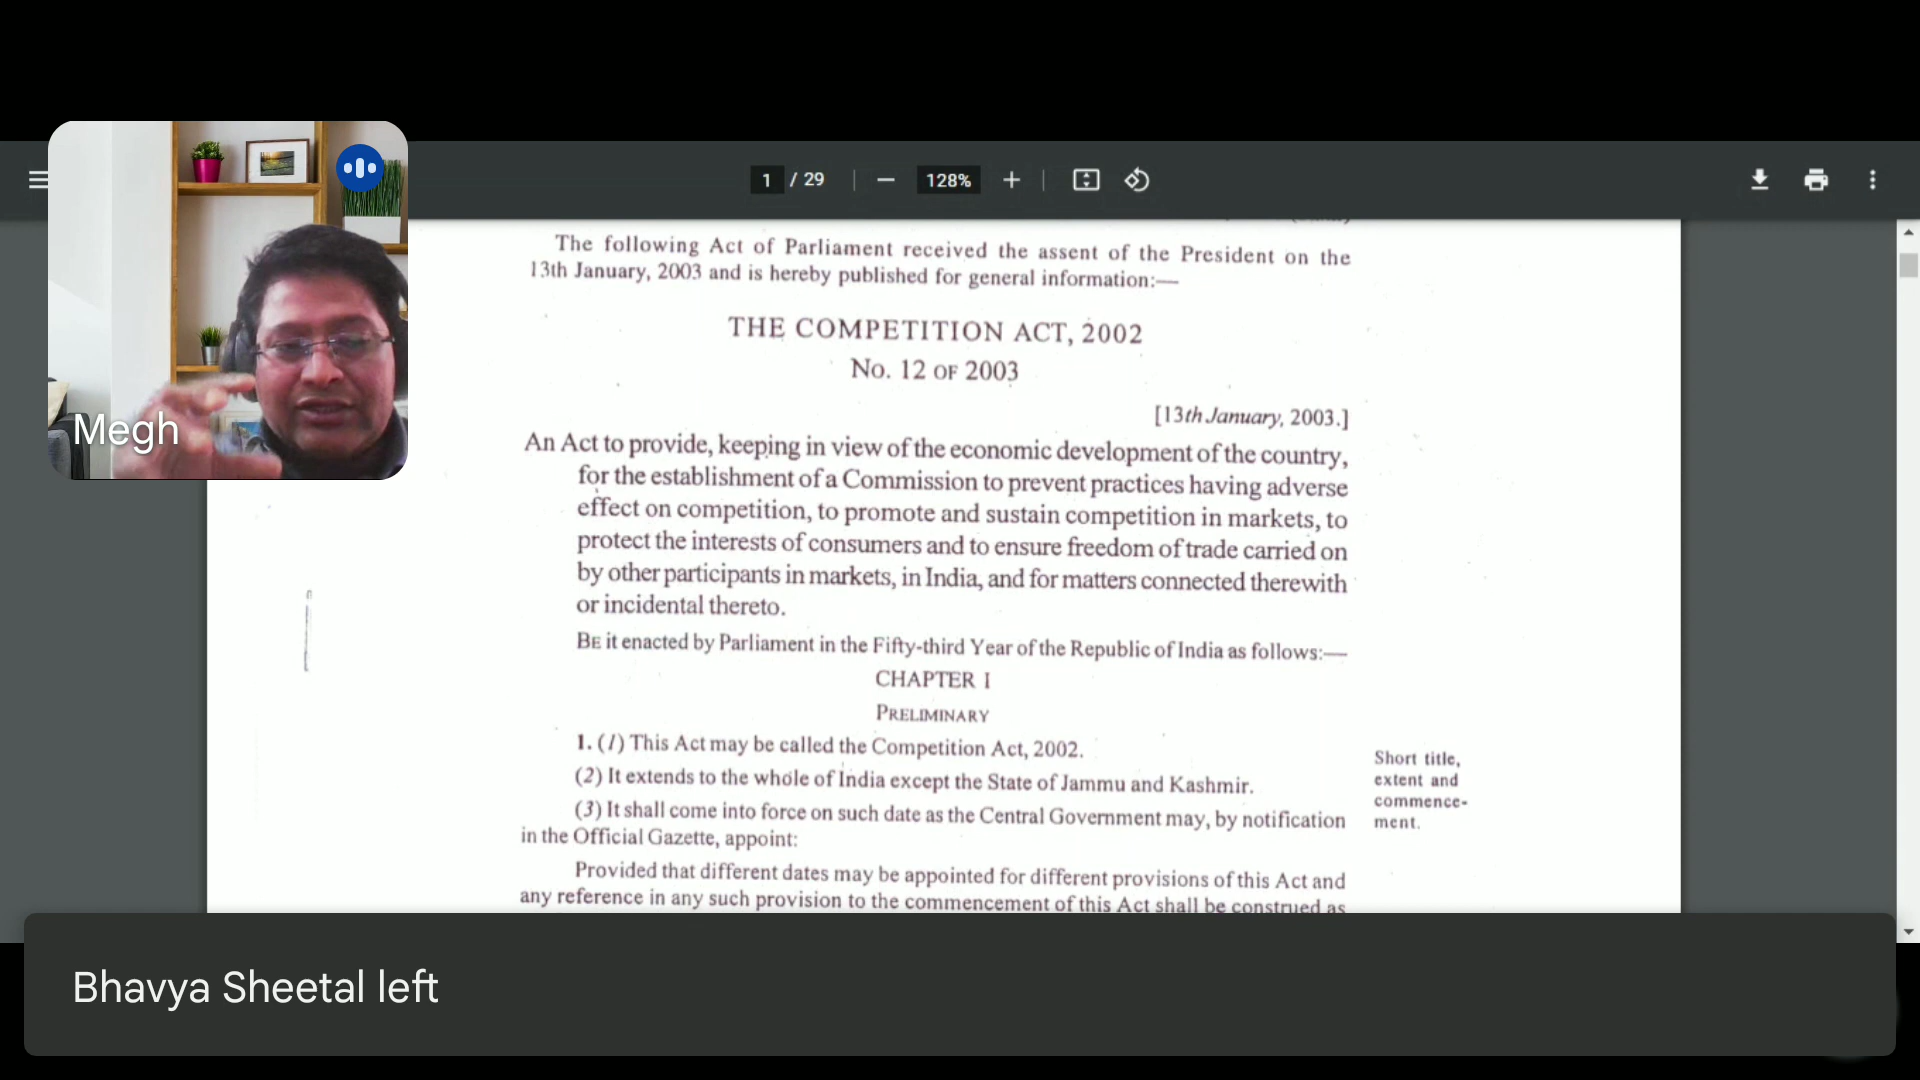 1 / 29
128%
Megh
The following Act of Parliament received the assent of the President on the
13th January, 2003 and is hereby published for general information:—
THE COMPETITION ACT, 2002
No. 12 OF 2003
[13th January, 2003.]
An Act to provide, keeping in view of the economic development of the country,
for the establishment of a Commission to prevent practices having adverse
effect on competition, to promote and sustain competition in markets, to
protect the interests of consumers and to ensure freedom of trade carried on
by other participants in markets, in India, and for matters connected therewith
or incidental thereto.
BE it enacted by Parliament in the Fifty-third Year of the Republic of India as follows:—
CHAPTER I
PRELIMINARY
1. (1) This Act may be called the Competition Act, 2002.
(2) It extends to the whole of India except the State of Jammu and Kashmir.
(3) It shall come into force on such date as the Central Government may, by notification
in the Official Gazette, appoint:
Short title,
extent and
commence-
ment.
Provided that different dates may be appointed for different provisions of this Act and
any reference in any such provision to the commencement of this Act shall be construed as
Bhavya Sheetal left